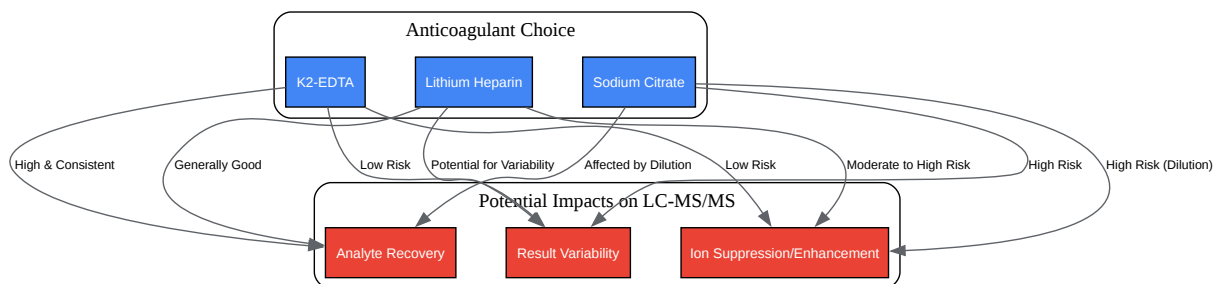 Anticoagulant Choice
K2-EDTA
Lithium Heparin
Sodium Citrate
High & Consistent
Generally Good
Low Risk
Potential for Variability
Affected by Dilution
Low Risk
Moderate to High Risk
High Risk
High Risk (Dilution)
Potential Impacts on LC-MS/MS
Analyte Recovery
Result Variability
Ion Suppression/Enhancement